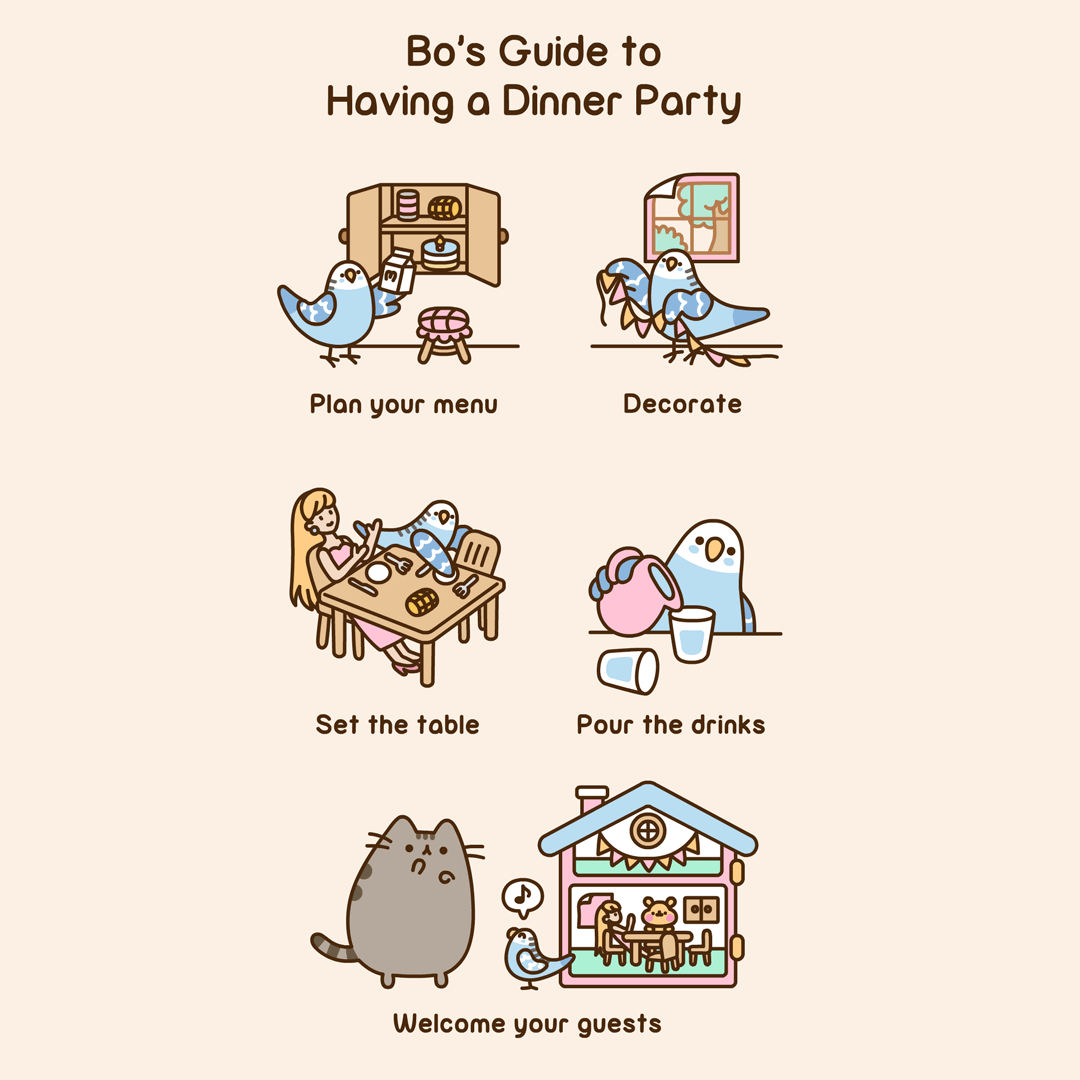 Bo's Guide to
Having a Dinner Party
Plan your menu
Decorate
Set the table
Pour the drinks
Welcome your guests